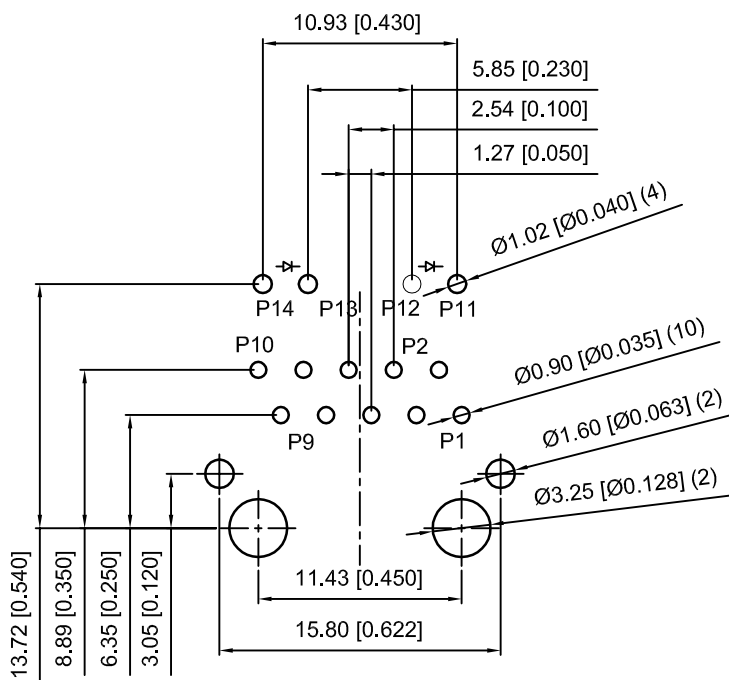 10.93 [0.430]
5.85 [0.230]
2.54 [0.100]
1.27 [0.050]
Ø1.02 [Ø0.040] (4)
P14
P13
P12
P11
P10
P2
Ø0.90 [Ø0.035] (10)
P9
P1
Ø1.60 [Ø0.063] (2)
Ø3.25 [Ø0.128] (2)
11.43 [0.450]
15.80 [0.622]
13.72 [0.540]
8.89 [0.350]
6.35 [0.250]
3.05 [0.120]